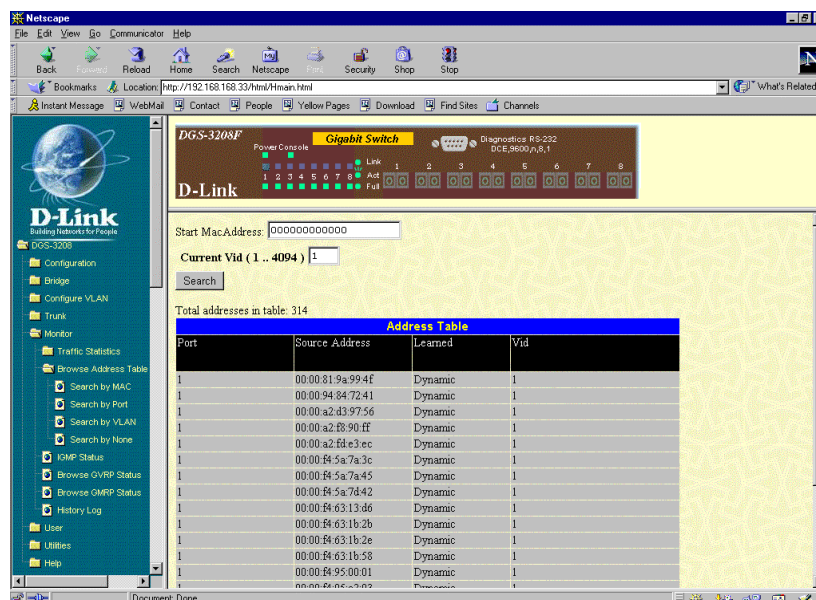 Netscape
File Edit View Go Communicator Help
Back Forward Reload Home Search Netscape Print Security Shop Stop
Bookmarks Location: http://192.168.168.33/html/Hmain.html What's Related
Instant Message WebMail Contact People Yellow Pages Download Find Sites Channels
D-Link
Building Networks for People
DGS-3208
Configuration
Bridge
Configure VLAN
Trunk
Monitor
Traffic Statistics
Browse Address Table
Search by MAC
Search by Port
Search by VLAN
Search by None
IGMP Status
Browse GVRP Status
Browse GMRP Status
History Log
User
Utilities
Help
DGS-3208F
Power Console
Gigabit Switch
Diagnostics RS-232
DCE,9600,n,8,1
Link
1 2 3 4 5 6 7 8
Act
Full
1 2 3 4 5 6 7 8
D-Link
Start MacAddress: 000000000000
Current Vid ( 1 .. 4094 ) 1
Search
Total addresses in table: 314
Address Table
Port Source Address Learned Vid
1 00:00:81:9a:99:4f Dynamic 1
1 00:00:94:84:72:41 Dynamic 1
1 00:00:a2:d3:97:56 Dynamic 1
1 00:00:a2:f8:90:ff Dynamic 1
1 00:00:a2:fd:e3:ec Dynamic 1
1 00:00:f4:5a:7a:3c Dynamic 1
1 00:00:f4:5a:7a:45 Dynamic 1
1 00:00:f4:5a:7d:42 Dynamic 1
1 00:00:f4:63:13:d6 Dynamic 1
1 00:00:f4:63:1b:2b Dynamic 1
1 00:00:f4:63:1b:2e Dynamic 1
1 00:00:f4:63:1b:58 Dynamic 1
1 00:00:f4:95:00:01 Dynamic 1
1 Dynamic 1
Document: Done